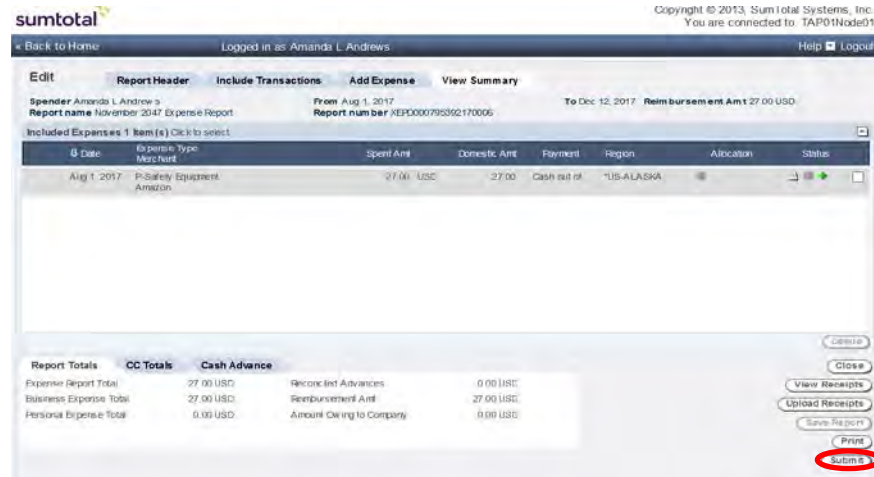 sumtotal
Copyright © 2013, SumTotal Systems, Inc.
You are connected to TAP01Node01
« Back to Home Logged in as Amanda L Andrews Help Logout
Edit Report Header Include Transactions Add Expense View Summary
Spender Amanda L Andrews From Aug 1, 2017 To Dec 12, 2017 Reimbursement Amt 27.00 USD
Report name November 2047 Expense Report Report number XEPD000795392170006
Included Expenses 1 Item(s) Click to select
Date Expense Type Spent Amt Domestic Amt Payment Region Allocation Status
Merchant
Aug 1 2017 P-Safety Equipment 27.00 USD 27.00 Cash out of *US-ALASKA
Amazon
Delete
Report Totals CC Totals Cash Advance Close
Expense Report Total 27.00 USD Reconciled Advances 0.00 USD View Receipts
Business Expense Total 27.00 USD Reimbursement Amt 27.00 USD Upload Receipts
Personal Expense Total 0.00 USD Amount Owing to Company 0.00 USD Save Report
Print
Submit